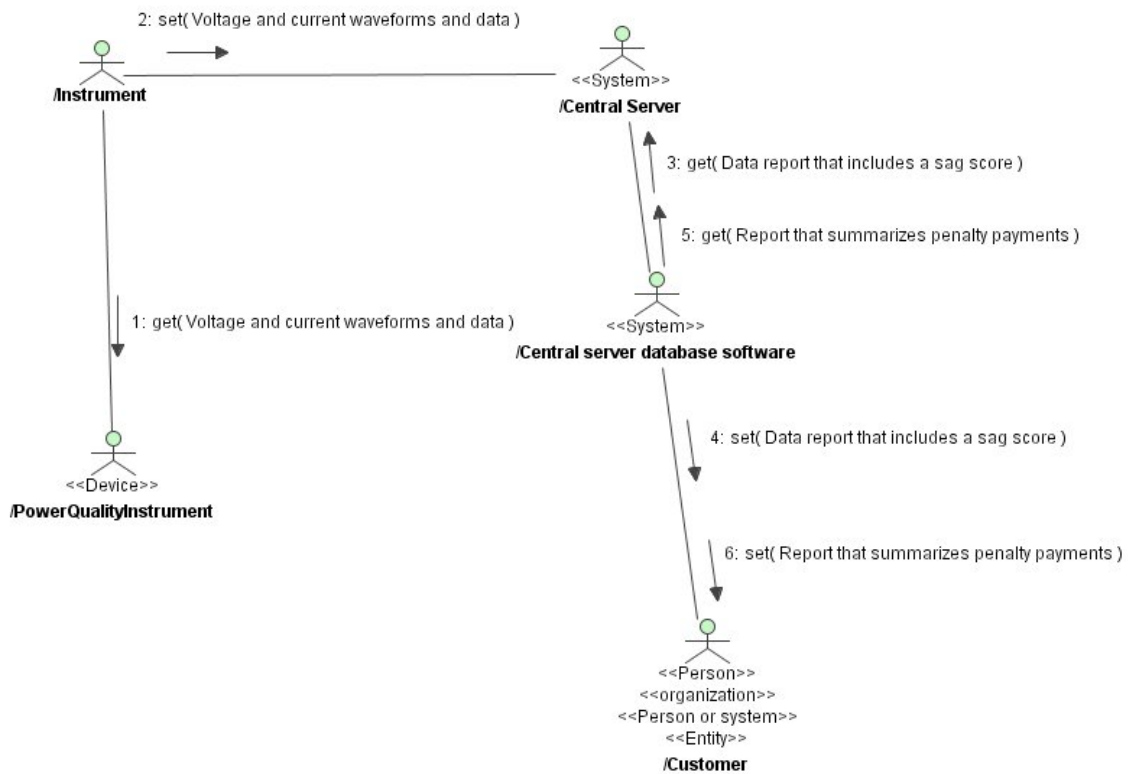 2: set( Voltage and current waveforms and data )
/Instrument
<<System>>
/Central Server
3: get( Data report that includes a sag score )
5: get( Report that summarizes penalty payments )
1: get( Voltage and current waveforms and data )
<<System>>
/Central server database software
4: set( Data report that includes a sag score )
<<Device>>
/PowerQualityInstrument
6: set( Report that summarizes penalty payments )
<<Person>>
<<organization>>
<<Person or system>>
<<Entity>>
/Customer